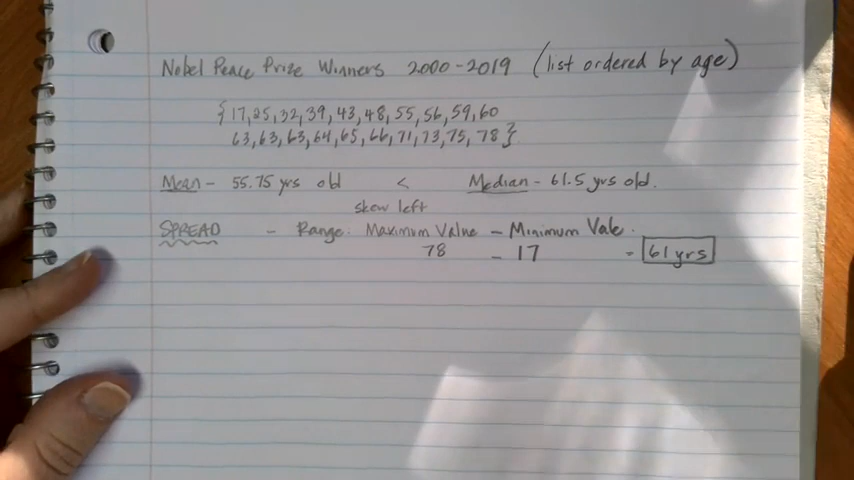 Nobel Peace Prize Winners 2000-2019 (list ordered by age)
{17, 25, 32, 39, 43, 48, 55, 56, 59, 60
63, 63, 63, 64, 65, 66, 71, 73, 75, 78}
Mean - 55.75 yrs old < Median - 61.5 yrs old.
skew left
SPREAD - Range: Maximum Value - Minimum Vale.
78 - 17 = 61 yrs